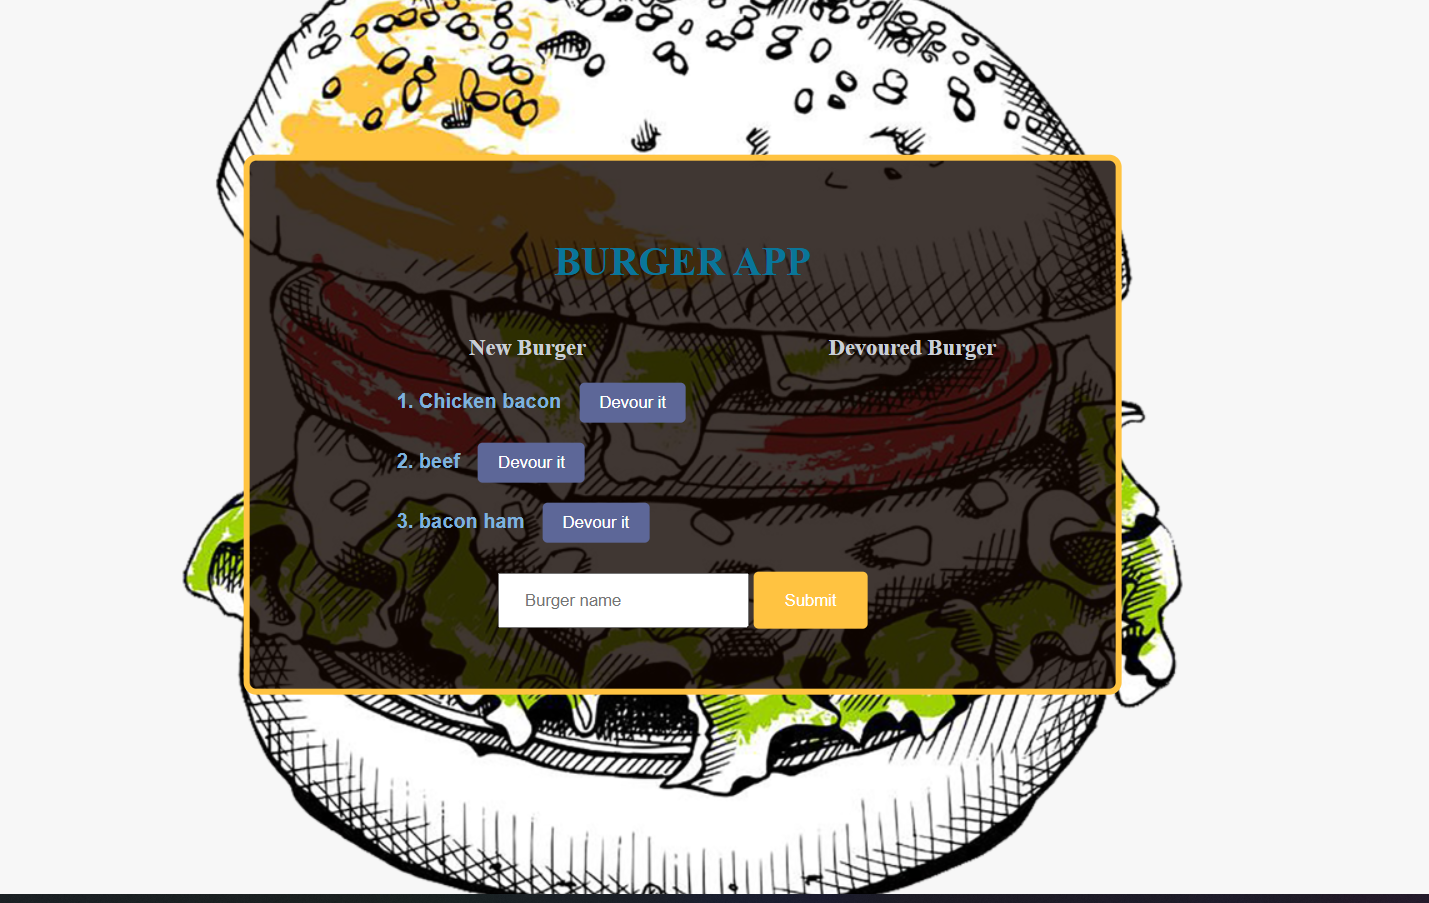 BURGER APP
New Burger
Devoured Burger
1. Chicken bacon Devour it
2. beef Devour it
3. bacon ham Devour it
Burger name Submit